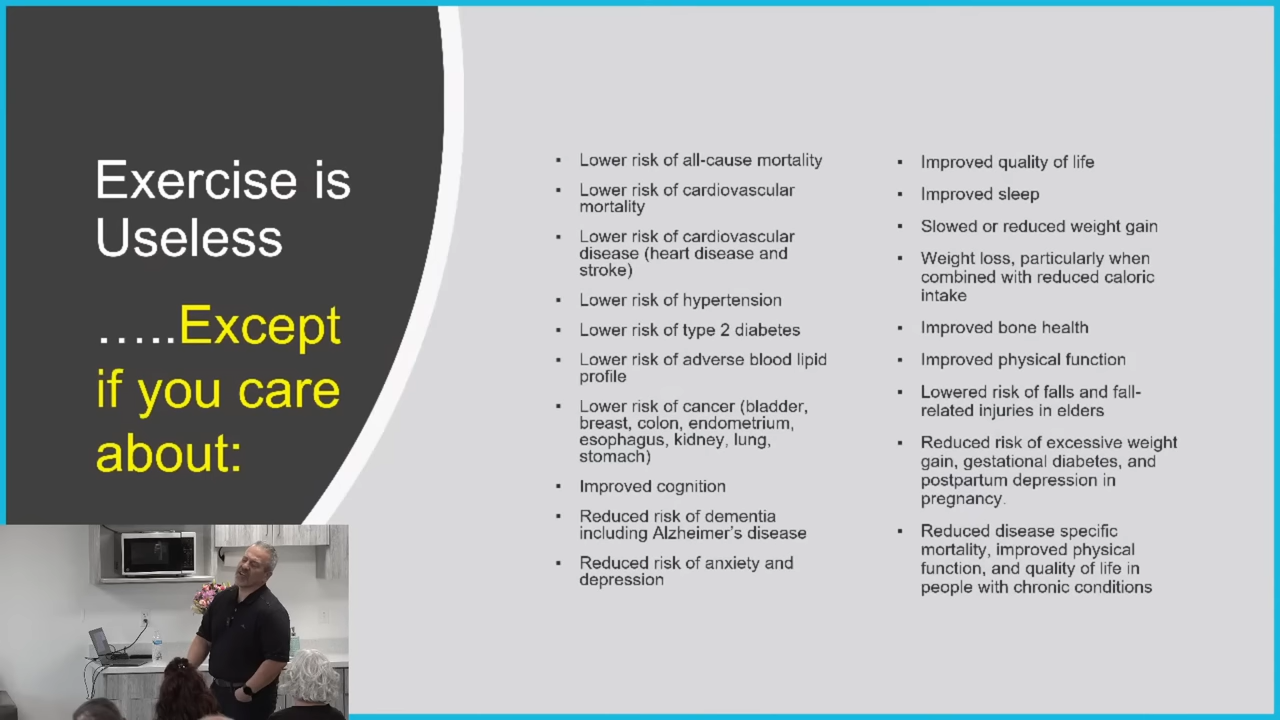 Exercise is
Useless
.....Except
if you care
about:
▪ Lower risk of all-cause mortality
▪ Lower risk of cardiovascular
mortality
▪ Lower risk of cardiovascular
disease (heart disease and
stroke)
▪ Lower risk of hypertension
▪ Lower risk of type 2 diabetes
▪ Lower risk of adverse blood lipid
profile
▪ Lower risk of cancer (bladder,
breast, colon, endometrium,
esophagus, kidney, lung,
stomach)
▪ Improved cognition
▪ Reduced risk of dementia
including Alzheimer's disease
▪ Reduced risk of anxiety and
depression
▪ Improved quality of life
▪ Improved sleep
▪ Slowed or reduced weight gain
▪ Weight loss, particularly when
combined with reduced caloric
intake
▪ Improved bone health
▪ Improved physical function
▪ Lowered risk of falls and fall-
related injuries in elders
▪ Reduced risk of excessive weight
gain, gestational diabetes, and
postpartum depression in
pregnancy.
▪ Reduced disease specific
mortality, improved physical
function, and quality of life in
people with chronic conditions